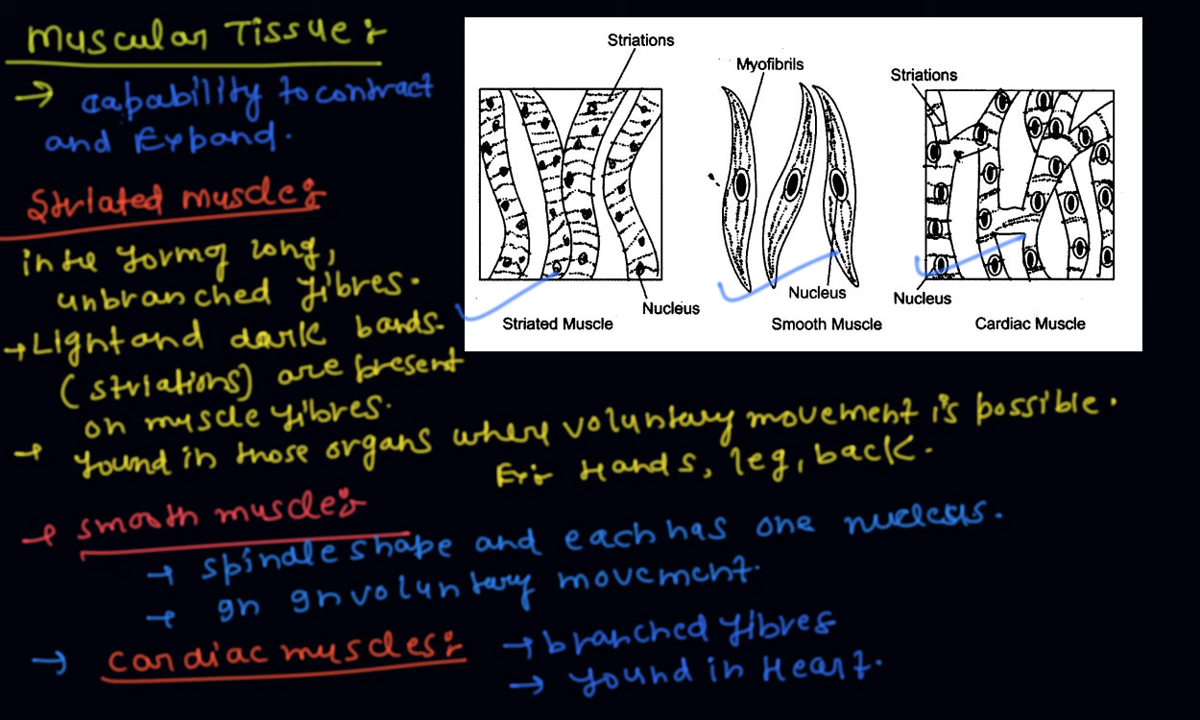 Muscular Tissue:
→ capability to contract
and Expand.
Striated muscle:
in the form of long,
unbranched fibres.
→ Light and dark bands.
(striations) are present
on muscle fibres.
→ found in those organs where voluntary movement is possible.
Ex:- Hands, leg, back.
→ smooth muscle:
→ spindle shape and each has one nucleus.
→ In Involuntary movement.
→ cardiac muscles:
→ branched fibres
→ found in Heart.
Striations
Nucleus
Striated Muscle
Myofibrils
Nucleus
Smooth Muscle
Striations
Nucleus
Cardiac Muscle